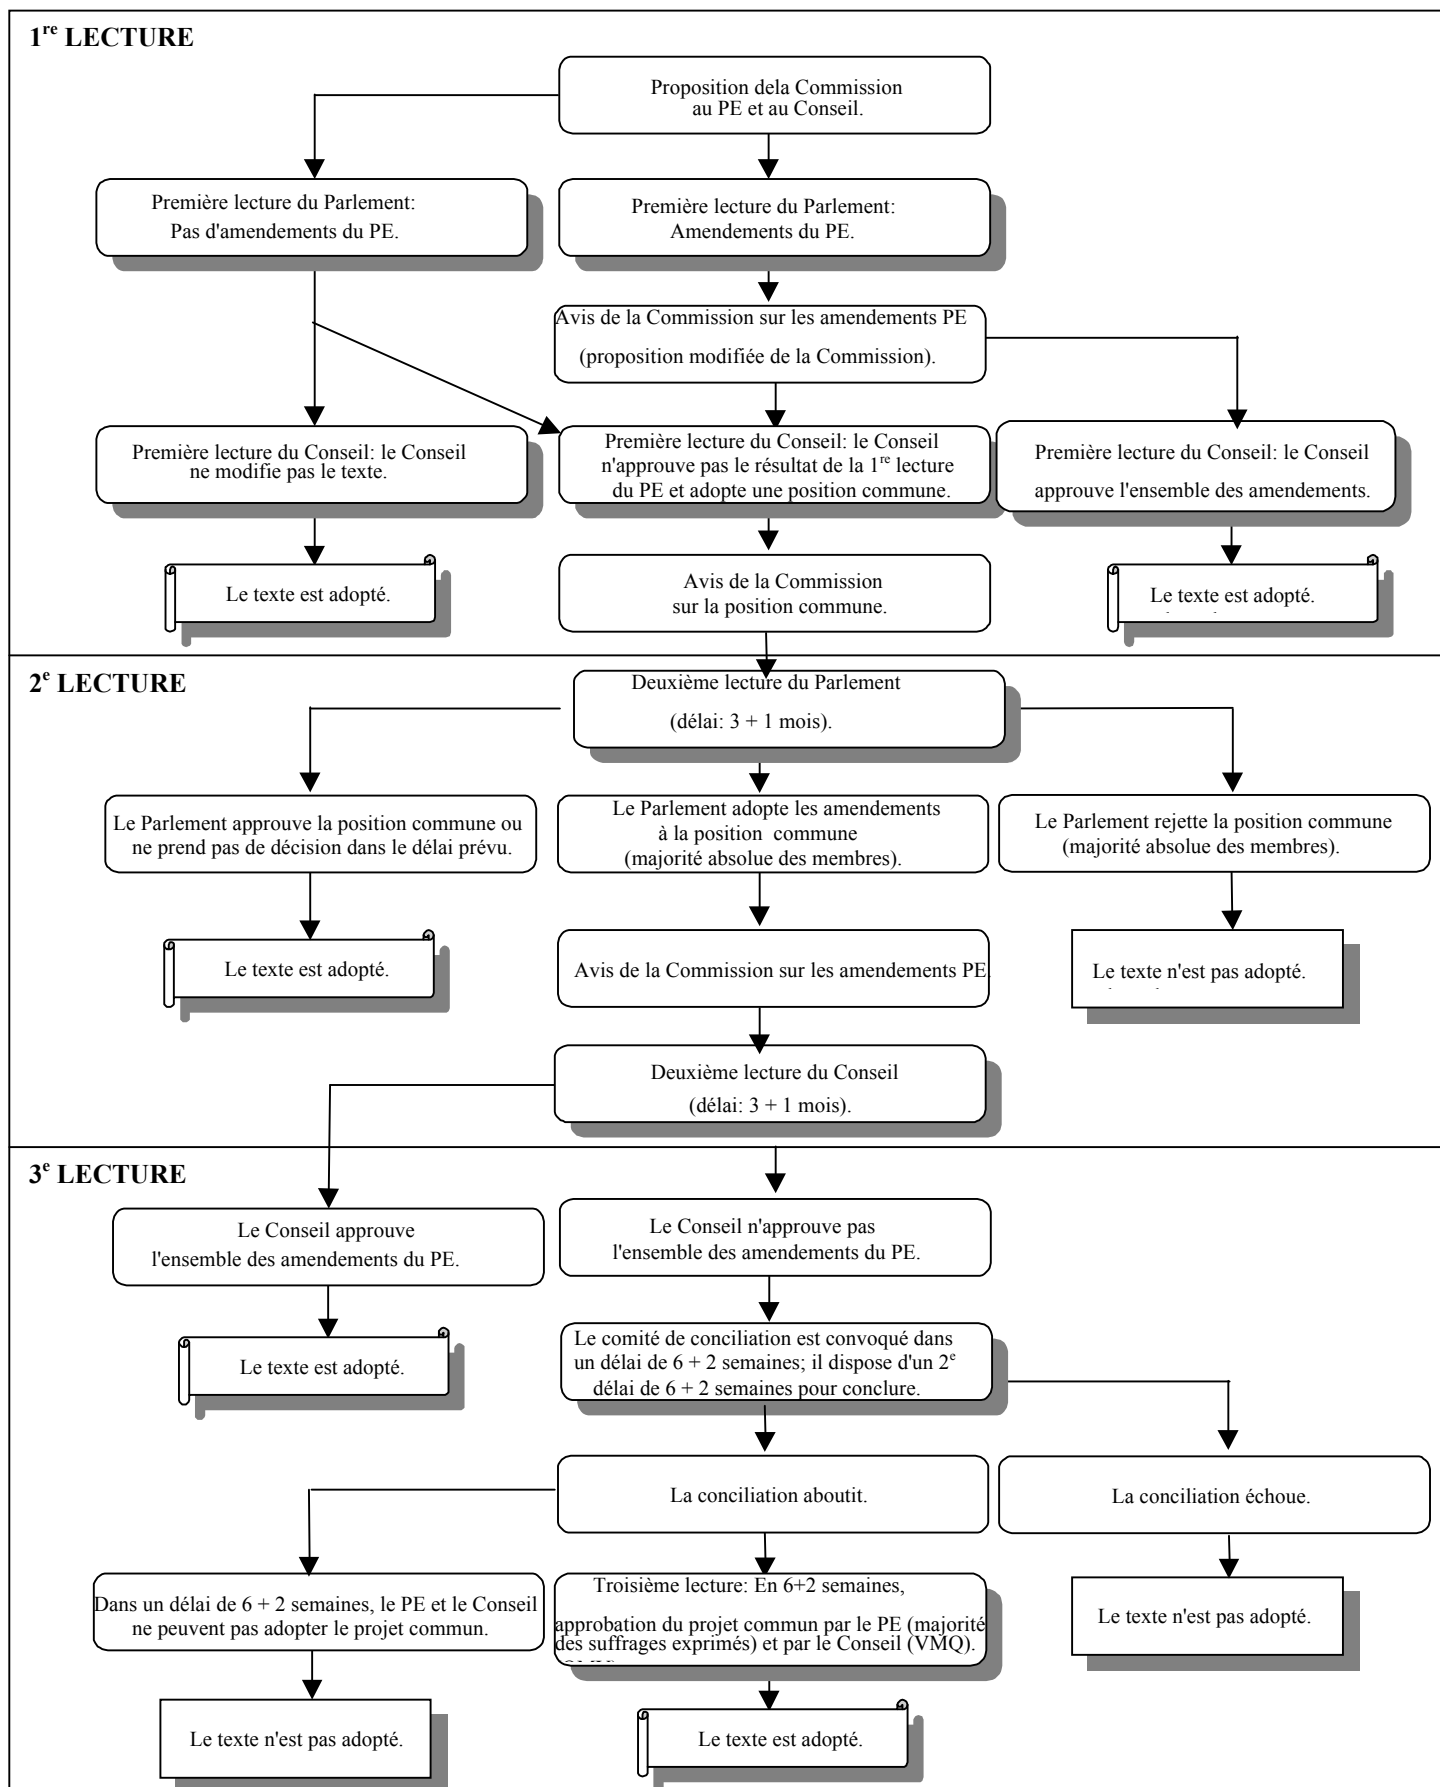 1re LECTURE
Proposition dela Commission
au PE et au Conseil.
Première lecture du Parlement:
Pas d'amendements du PE.
Première lecture du Parlement:
Amendements du PE.
Avis de la Commission sur les amendements PE
(proposition modifiée de la Commission).
Première lecture du Conseil: le Conseil
ne modifie pas le texte.
Première lecture du Conseil: le Conseil
n'approuve pas le résultat de la 1re lecture
du PE et adopte une position commune.
Première lecture du Conseil: le Conseil
approuve l'ensemble des amendements.
Le texte est adopté.
Avis de la Commission
sur la position commune.
Le texte est adopté.
2e LECTURE
Deuxième lecture du Parlement
(délai: 3 + 1 mois).
Le Parlement approuve la position commune ou
ne prend pas de décision dans le délai prévu.
Le Parlement adopte les amendements
à la position commune
(majorité absolue des membres).
Le Parlement rejette la position commune
(majorité absolue des membres).
Le texte est adopté.
Avis de la Commission sur les amendements PE.
Le texte n'est pas adopté.
Deuxième lecture du Conseil
(délai: 3 + 1 mois).
3e LECTURE
Le Conseil approuve
l'ensemble des amendements du PE.
Le Conseil n'approuve pas
l'ensemble des amendements du PE.
Le texte est adopté.
Le comité de conciliation est convoqué dans
un délai de 6 + 2 semaines; il dispose d'un 2e
délai de 6 + 2 semaines pour conclure.
La conciliation aboutit.
La conciliation échoue.
Dans un délai de 6 + 2 semaines, le PE et le Conseil
ne peuvent pas adopter le projet commun.
Troisième lecture: En 6+2 semaines,
approbation du projet commun par le PE (majorité
des suffrages exprimés) et par le Conseil (VMQ).
Le texte n'est pas adopté.
Le texte n'est pas adopté.
Le texte est adopté.